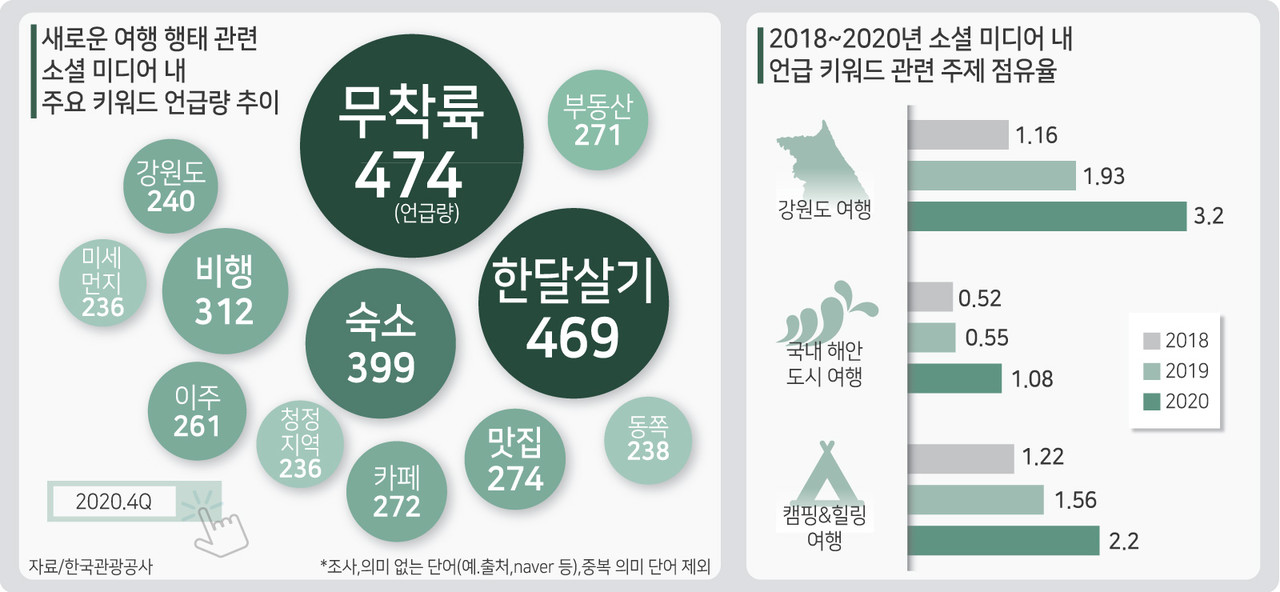 새로운 여행 행태 관련
소셜 미디어 내
주요 키워드 언급량 추이
무착륙
474
(언급량)
부동산
271
강원도
240
미세
먼지
236
비행
312
숙소
399
한달살기
469
이주
261
청정
지역
236
카페
272
맛집
274
동쪽
238
2020.4Q
자료/한국관광공사
*조사,의미 없는 단어(예.출처,naver 등),중복 의미 단어 제외
2018~2020년 소셜 미디어 내
언급 키워드 관련 주제 점유율
강원도 여행
1.16
1.93
3.2
국내 해안
도시 여행
0.52
0.55
1.08
캠핑&힐링
여행
1.22
1.56
2.2
2018
2019
2020